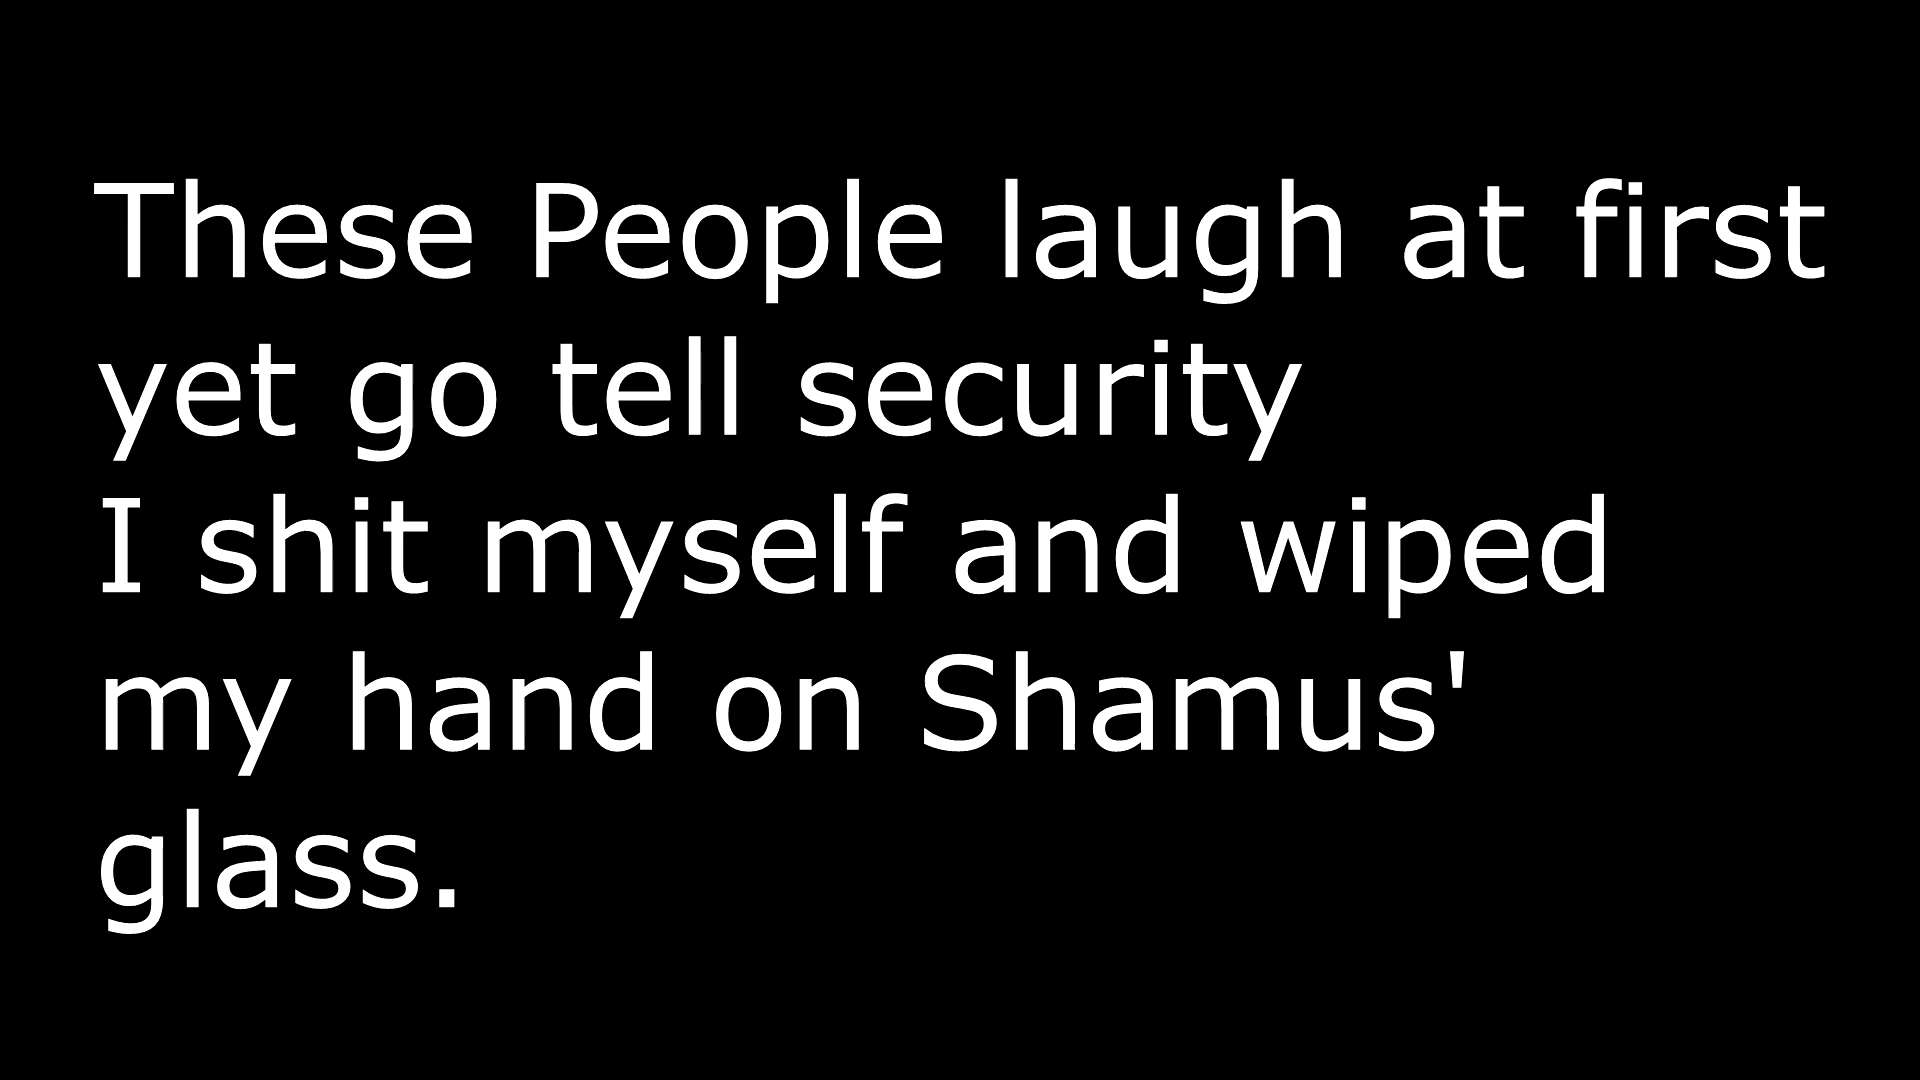 These People laugh at first
yet go tell security
I shit myself and wiped
my hand on Shamus'
glass.